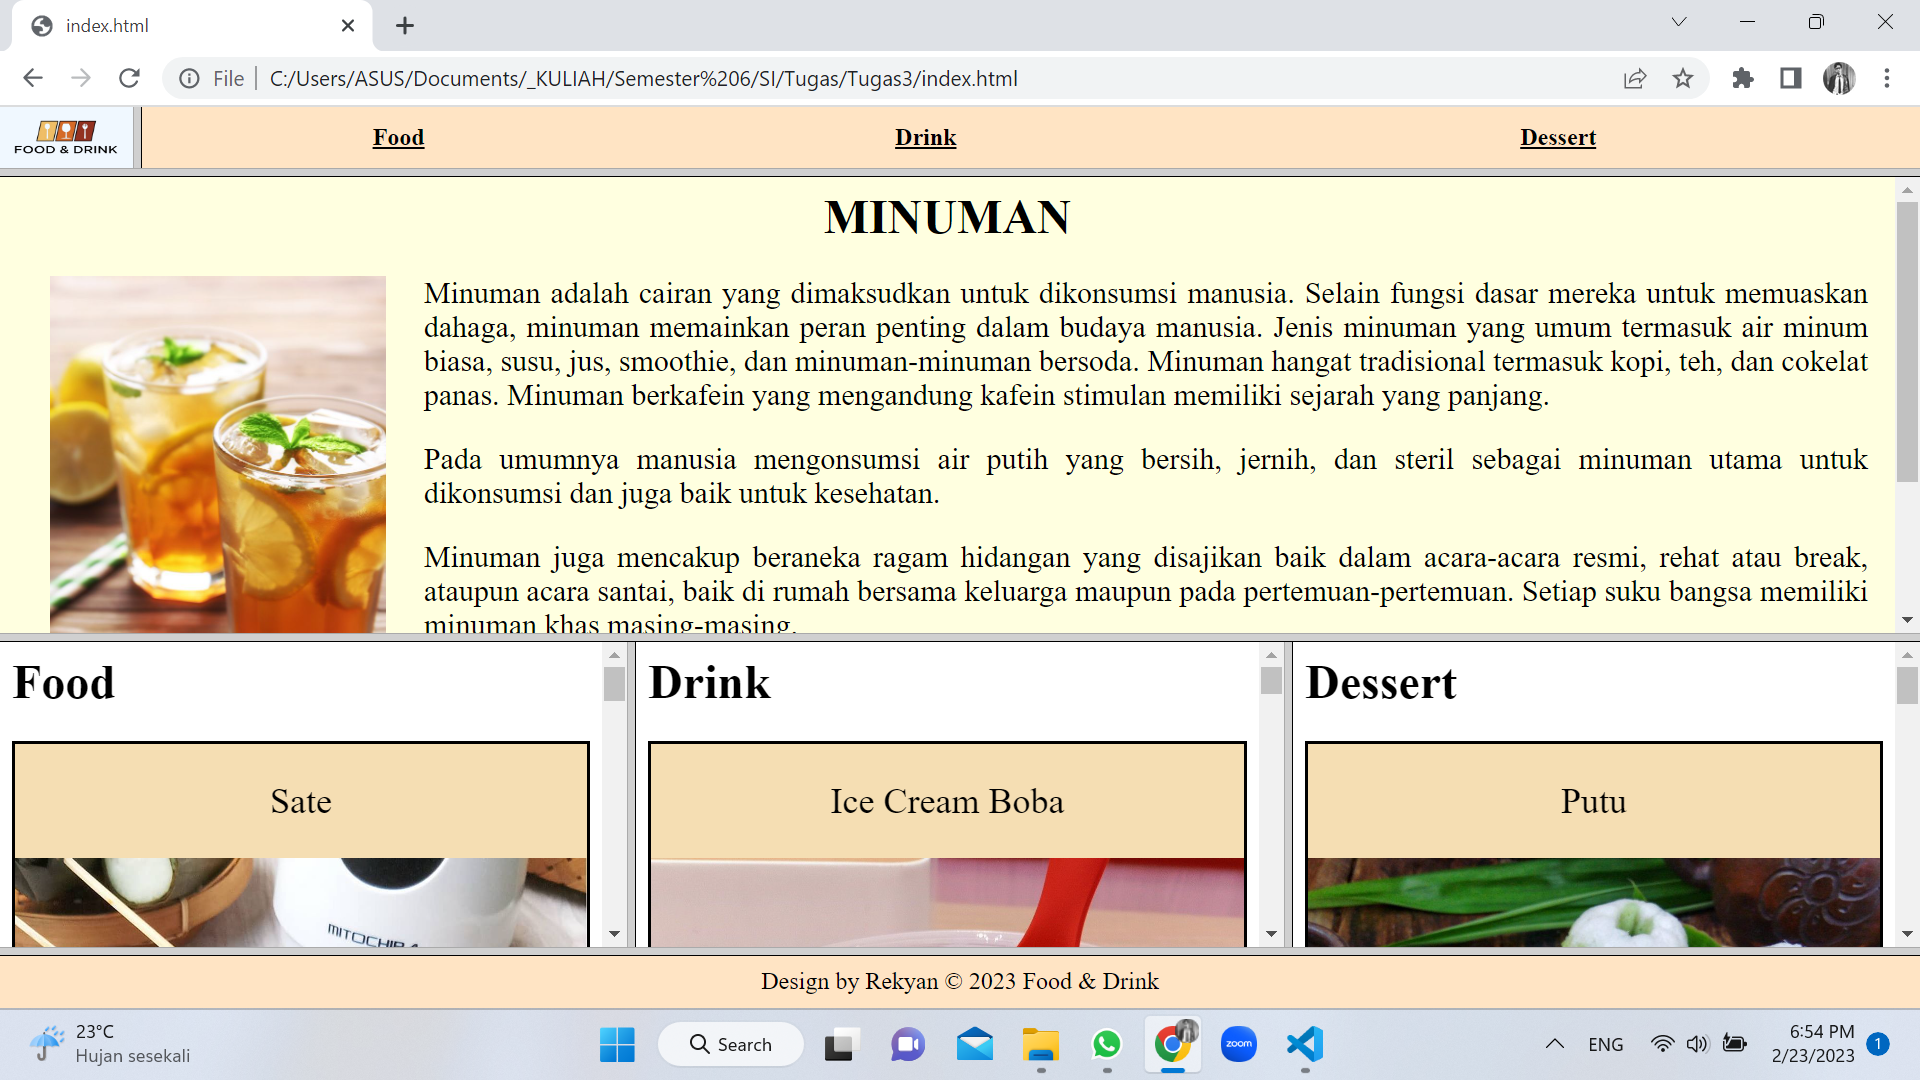 index.html
File C:/Users/ASUS/Documents/_KULIAH/Semester%206/SI/Tugas/Tugas3/index.html
FOOD & DRINK
Food Drink Dessert
MINUMAN
Minuman adalah cairan yang dimaksudkan untuk dikonsumsi manusia. Selain fungsi dasar mereka untuk memuaskan
dahaga, minuman memainkan peran penting dalam budaya manusia. Jenis minuman yang umum termasuk air minum
biasa, susu, jus, smoothie, dan minuman-minuman bersoda. Minuman hangat tradisional termasuk kopi, teh, dan cokelat
panas. Minuman berkafein yang mengandung kafein stimulan memiliki sejarah yang panjang.
Pada umumnya manusia mengonsumsi air putih yang bersih, jernih, dan steril sebagai minuman utama untuk
dikonsumsi dan juga baik untuk kesehatan.
Minuman juga mencakup beraneka ragam hidangan yang disajikan baik dalam acara-acara resmi, rehat atau break,
ataupun acara santai, baik di rumah bersama keluarga maupun pada pertemuan-pertemuan. Setiap suku bangsa memiliki
minuman khas masing-masing.
Food
Sate
MITOCHIBA
Drink
Ice Cream Boba
Dessert
Putu
Design by Rekyan © 2023 Food & Drink
23°C
Hujan sesekali
Search
zoom
ENG
6:54 PM
2/23/2023
1